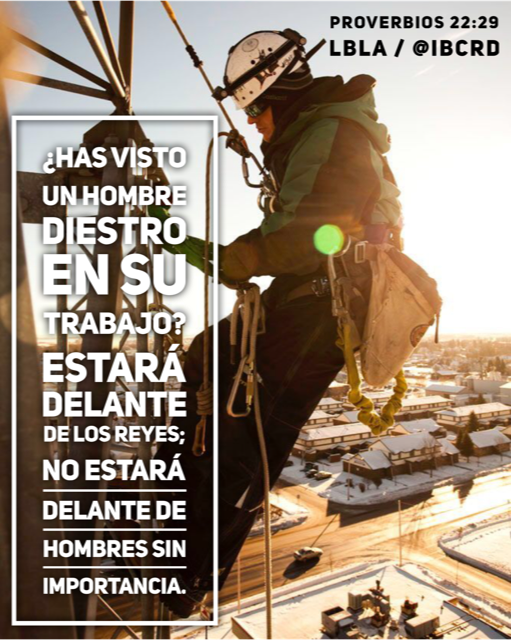 PROVERBIOS 22:29
LBLA / @IBCRD
¿HAS VISTO
UN HOMBRE
DIESTRO
EN SU
TRABAJO?
ESTARÁ
DELANTE
DE LOS REYES;
NO ESTARÁ
DELANTE DE
HOMBRES SIN
IMPORTANCIA.